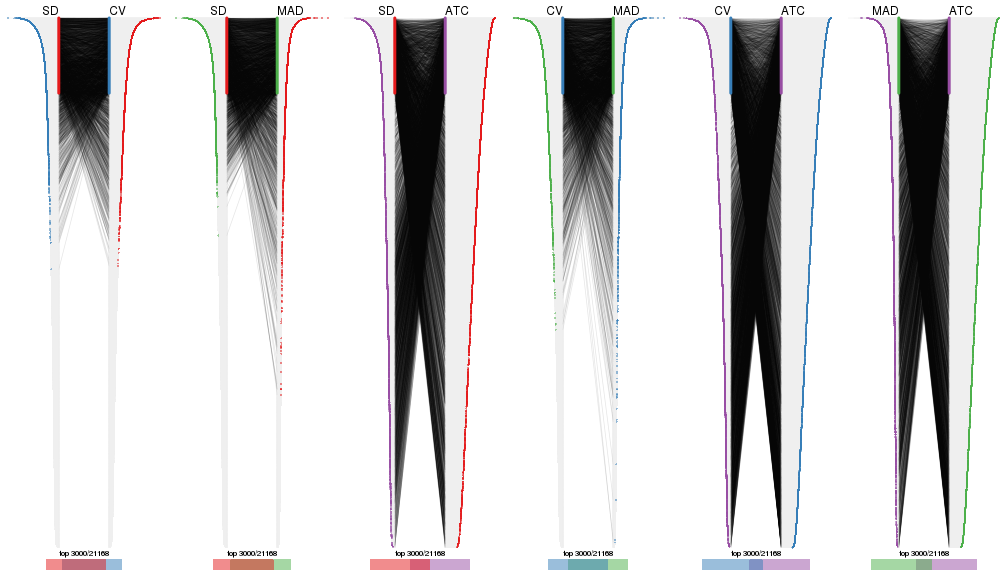 SD CV
SD MAD
SD ATC
CV MAD
CV ATC
MAD ATC
top 3000/21168
top 3000/21168
top 3000/21168
top 3000/21168
top 3000/21168
top 3000/21168